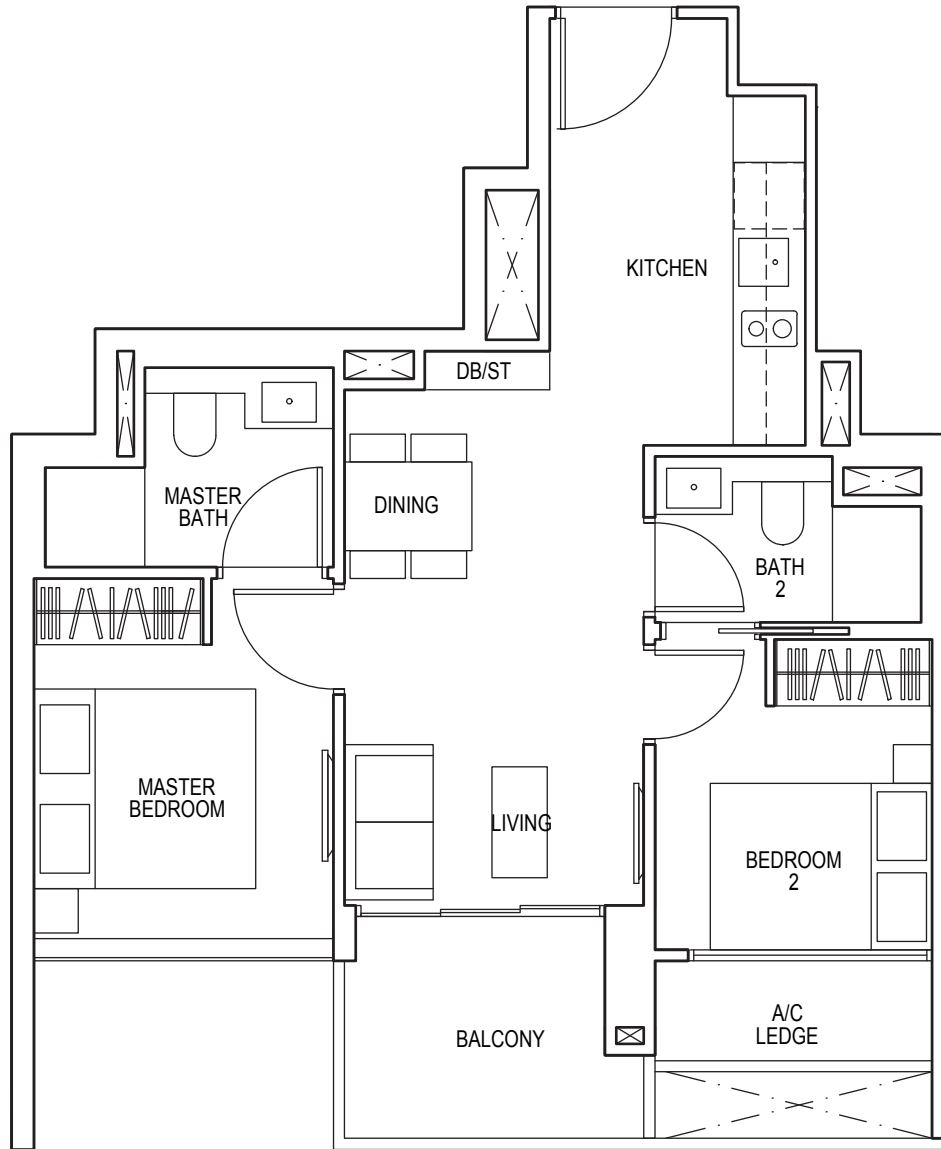 KITCHEN
DB/ST
MASTER
BATH
DINING
BATH
2
MASTER
BEDROOM
LIVING
BEDROOM
2
A/C
LEDGE
BALCONY